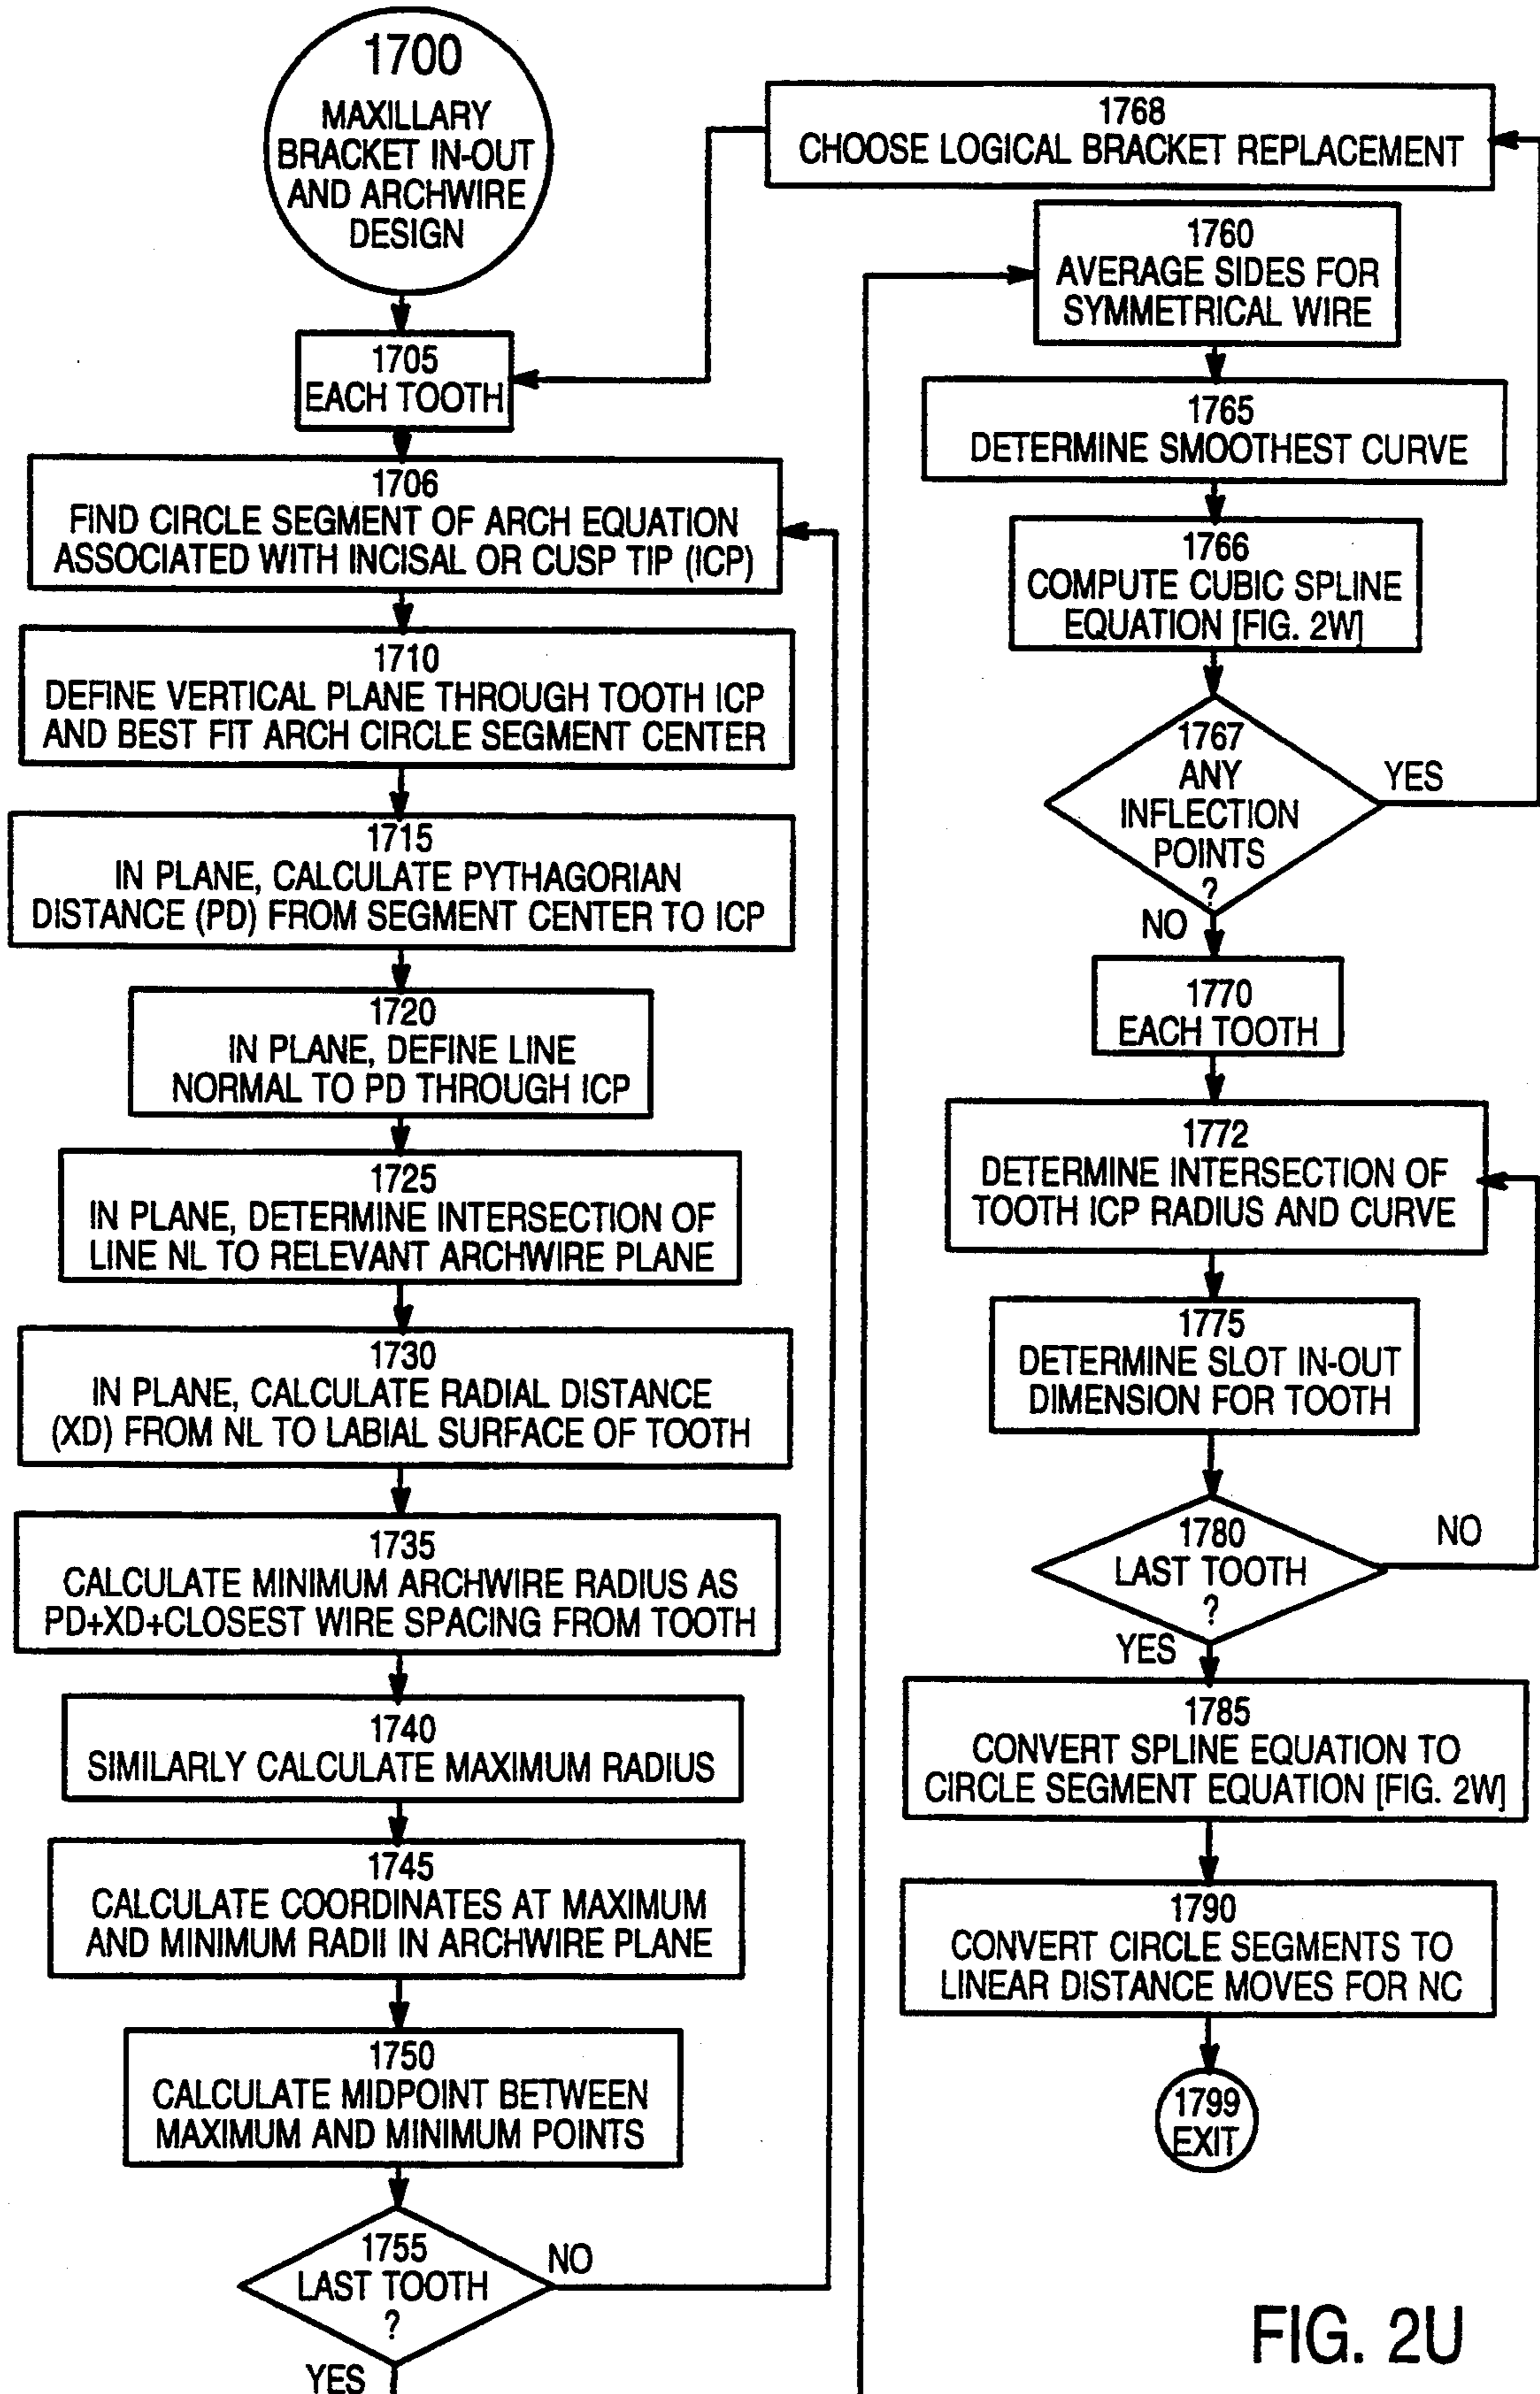 1700
MAXILLARY
BRACKET IN-OUT
AND ARCHWIRE
DESIGN
1705
EACH TOOTH
1706
FIND CIRCLE SEGMENT OF ARCH EQUATION
ASSOCIATED WITH INCISAL OR CUSP TIP (ICP)
1710
DEFINE VERTICAL PLANE THROUGH TOOTH ICP
AND BEST FIT ARCH CIRCLE SEGMENT CENTER
1715
IN PLANE, CALCULATE PYTHAGORIAN
DISTANCE (PD) FROM SEGMENT CENTER TO ICP
1720
IN PLANE, DEFINE LINE
NORMAL TO PD THROUGH ICP
1725
IN PLANE, DETERMINE INTERSECTION OF
LINE NL TO RELEVANT ARCHWIRE PLANE
1730
IN PLANE, CALCULATE RADIAL DISTANCE
(XD) FROM NL TO LABIAL SURFACE OF TOOTH
1735
CALCULATE MINIMUM ARCHWIRE RADIUS AS
PD+XD+CLOSEST WIRE SPACING FROM TOOTH
1740
SIMILARLY CALCULATE MAXIMUM RADIUS
1745
CALCULATE COORDINATES AT MAXIMUM
AND MINIMUM RADII IN ARCHWIRE PLANE
1750
CALCULATE MIDPOINT BETWEEN
MAXIMUM AND MINIMUM POINTS
1755
LAST TOOTH
?
NO
YES
1768
CHOOSE LOGICAL BRACKET REPLACEMENT
1760
AVERAGE SIDES FOR
SYMMETRICAL WIRE
1765
DETERMINE SMOOTHEST CURVE
1766
COMPUTE CUBIC SPLINE
EQUATION [FIG. 2W]
1767
ANY
INFLECTION
POINTS
?
YES
NO
1770
EACH TOOTH
1772
DETERMINE INTERSECTION OF
TOOTH ICP RADIUS AND CURVE
1775
DETERMINE SLOT IN-OUT
DIMENSION FOR TOOTH
1780
LAST TOOTH
?
NO
YES
1785
CONVERT SPLINE EQUATION TO
CIRCLE SEGMENT EQUATION [FIG. 2W]
1790
CONVERT CIRCLE SEGMENTS TO
LINEAR DISTANCE MOVES FOR NC
1799
EXIT
FIG. 2U